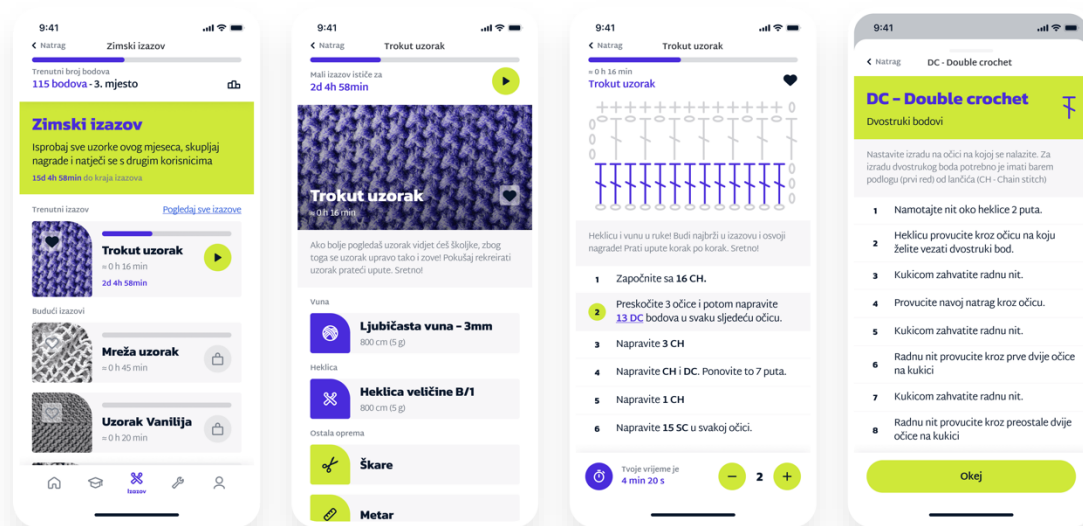 9:41
Natrag
Zimski izazov
Trenutni broj bodova
115 bodova - 3. mjesto
Zimski izazov
Isprobaj sve uzorke ovog mjeseca, skupljaj
nagrade i natječi se s drugim korisnicima
15d 4h 58min do kraja izazova
Trenutni izazov
Pogledaj sve izazove
Trokut uzorak
≈ 0 h 16 min
2d 4h 58min
Budući izazovi
Mreža uzorak
≈ 0 h 45 min
Uzorak Vanilija
≈ 0 h 20 min
Izazov
9:41
Natrag
Trokut uzorak
Mali izazov ističe za
2d 4h 58min
Trokut uzorak
≈ 0 h 16 min
Ako bolje pogledaš uzorak vidjet ćeš školjke, zbog
toga se uzorak upravo tako i zove! Pokušaj rekreirati
uzorak prateći upute. Sretno!
Vuna
Ljubičasta vuna – 3mm
800 cm (5 g)
Heklica
Heklica veličine B/1
800 cm (5 g)
Ostala oprema
Škare
Metar
9:41
Natrag
Trokut uzorak
≈ 0 h 16 min
Trokut uzorak
Heklicu i vunu u ruke! Budi najbrži u izazovu i osvoji
nagrade! Prati upute korak po korak. Sretno!
1 Započnite sa 16 CH.
2 Preskočite 3 očice i potom napravite
13 DC bodova u svaku sljedeću očicu.
3 Napravite 3 CH
4 Napravite CH i DC. Ponovite to 7 puta.
5 Napravite 1 CH
6 Napravite 15 SC u svakoj očici.
Tvoje vrijeme je
4 min 20 s
− 2 +
9:41
Natrag
DC - Double crochet
DC – Double crochet
Dvostruki bodovi
Nastavite izradu na očici na kojoj se nalazite. Za
izradu dvostrukog boda potrebno je imati barem
podlogu (prvi red) od lančića (CH - Chain stitch)
1 Namotajte nit oko heklice 2 puta.
2 Heklicu provucite kroz očicu na koju
želite vezati dvostruki bod.
3 Kukicom zahvatite radnu nit.
4 Provucite navoj natrag kroz očicu.
5 Kukicom zahvatite radnu nit.
6 Radnu nit provucite kroz prve dvije očice
na kukici
7 Kukicom zahvatite radnu nit.
8 Radnu nit provucite kroz preostale dvije
očice na kukici
Okej